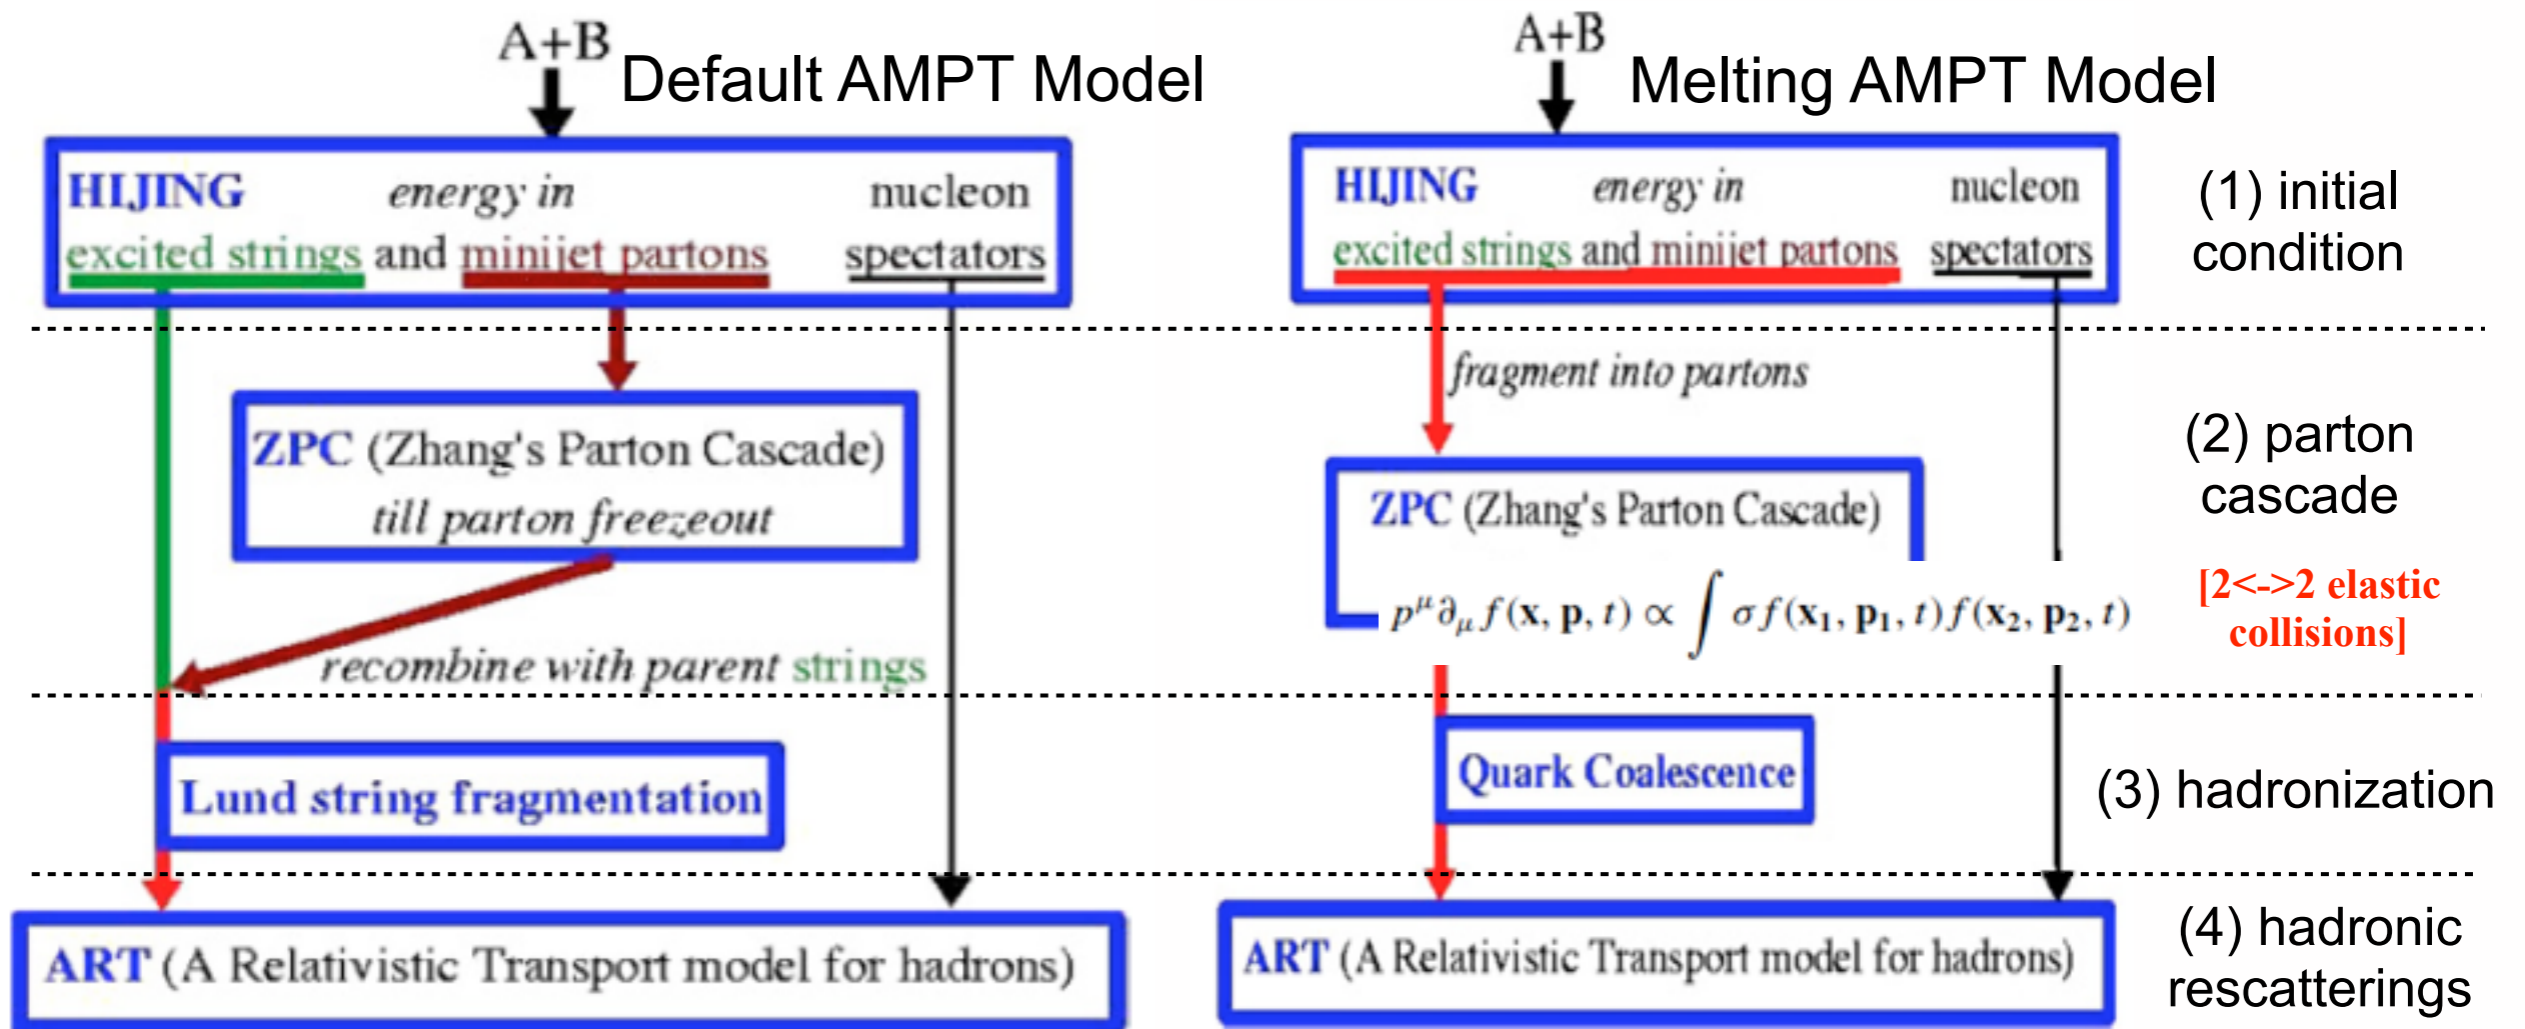 A+B
Default AMPT Model
HIJING energy in nucleon
excited strings and minijet partons spectators
ZPC (Zhang's Parton Cascade)
till parton freezeout
recombine with parent strings
Lund string fragmentation
ART (A Relativistic Transport model for hadrons)
A+B
Melting AMPT Model
HIJING energy in nucleon
excited strings and minijet partons spectators
fragment into partons
ZPC (Zhang's Parton Cascade)
p^μ ∂_μ f(x, p, t) ∝ ∫ σ f(x₁, p₁, t) f(x₂, p₂, t)
Quark Coalescence
ART (A Relativistic Transport model for hadrons)
(1) initial
condition
(2) parton
cascade
[2<->2 elastic
collisions]
(3) hadronization
(4) hadronic
rescatterings